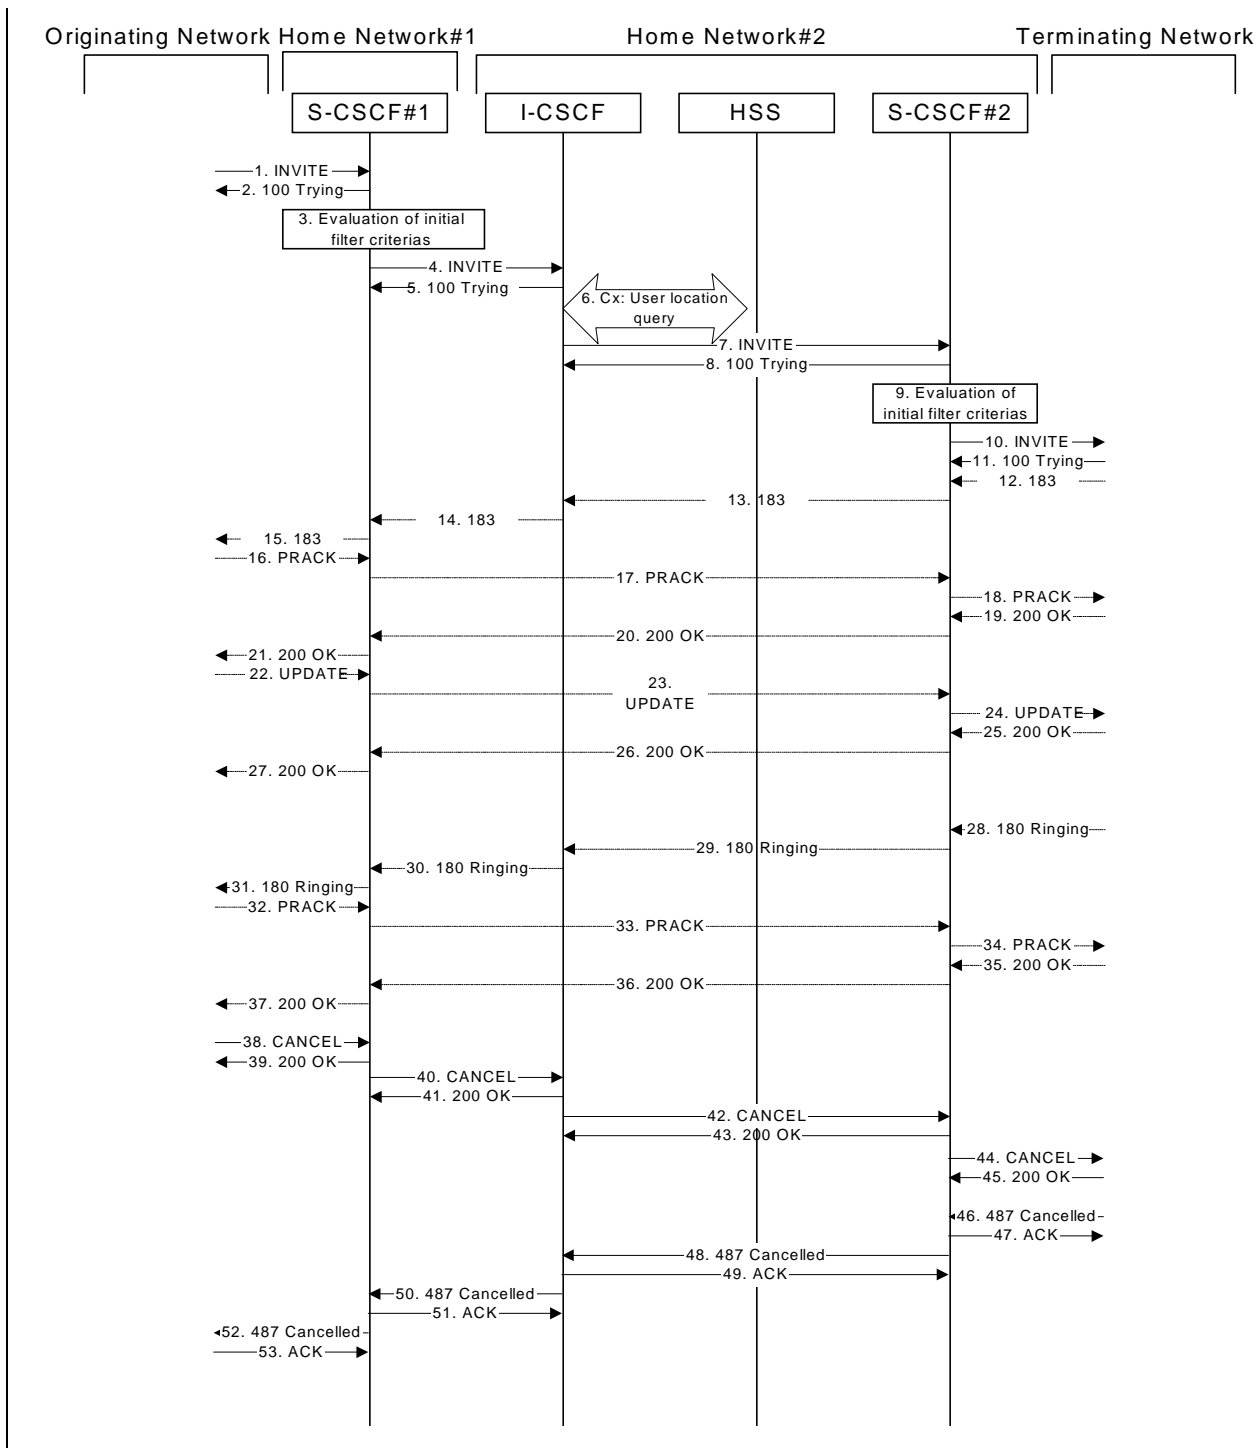 Originating Network Home Network#1 Home Network#2 Terminating Network
S-CSCF#1 I-CSCF HSS S-CSCF#2
1. INVITE
2. 100 Trying
3. Evaluation of initial
filter criterias
4. INVITE
5. 100 Trying
6. Cx: User location
query
7. INVITE
8. 100 Trying
9. Evaluation of
initial filter criterias
10. INVITE
11. 100 Trying
12. 183
13. 183
14. 183
15. 183
16. PRACK
17. PRACK
18. PRACK
19. 200 OK
20. 200 OK
21. 200 OK
22. UPDATE
23.
UPDATE
24. UPDATE
25. 200 OK
26. 200 OK
27. 200 OK
28. 180 Ringing
29. 180 Ringing
30. 180 Ringing
31. 180 Ringing
32. PRACK
33. PRACK
34. PRACK
35. 200 OK
36. 200 OK
37. 200 OK
38. CANCEL
39. 200 OK
40. CANCEL
41. 200 OK
42. CANCEL
43. 200 OK
44. CANCEL
45. 200 OK
46. 487 Cancelled
47. ACK
48. 487 Cancelled
49. ACK
50. 487 Cancelled
51. ACK
52. 487 Cancelled
53. ACK